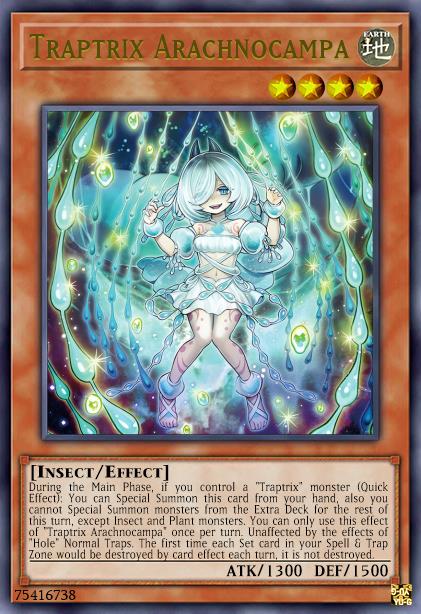 Traptrix Arachnocampa
EARTH
地
[Insect/Effect]
During the Main Phase, if you control a "Traptrix" monster (Quick
Effect): You can Special Summon this card from your hand, also you
cannot Special Summon monsters from the Extra Deck for the rest of
this turn, except Insect and Plant monsters. You can only use this effect
of "Traptrix Arachnocampa" once per turn. Unaffected by the effects of
"Hole" Normal Traps. The first time each Set card in your Spell & Trap
Zone would be destroyed by card effect each turn, it is not destroyed.
ATK/1300 DEF/1500
75416738